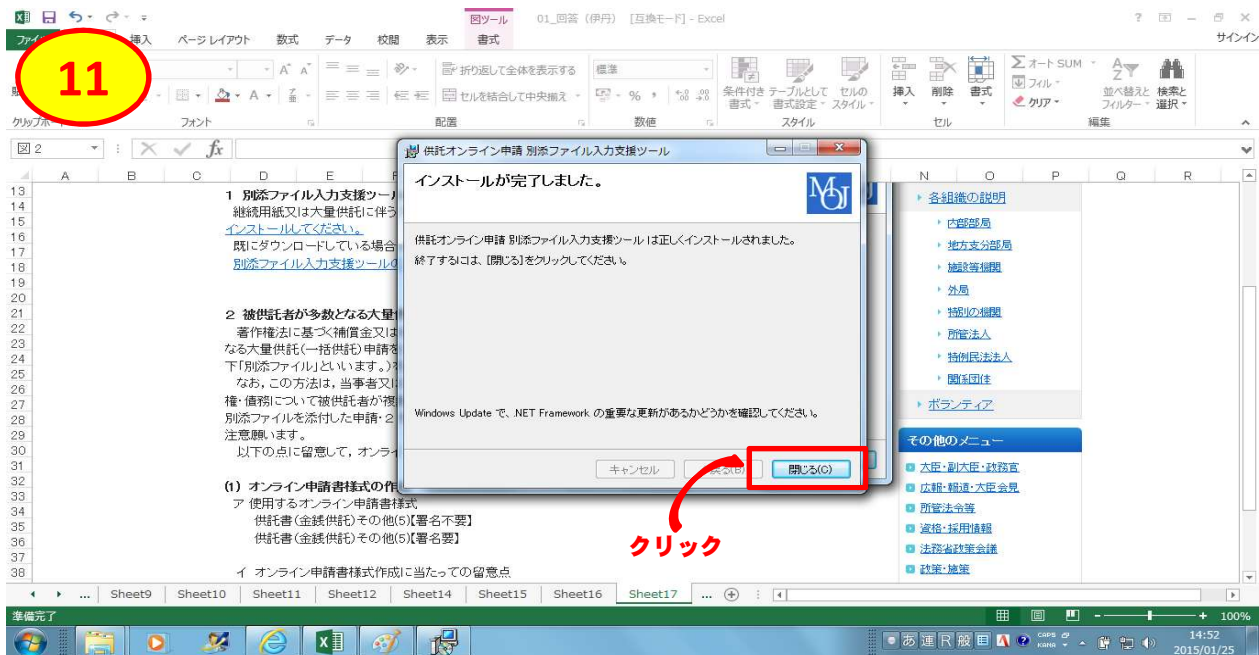 図ツール
01_回答（伊丹） [互換モード] - Excel
挿入 ページ レイアウト 数式 データ 校閲 表示 書式
サインイン
11
折り返して全体を表示する
標準
セルを結合して中央揃え
条件付き書式 テーブルとして書式設定 セルのスタイル
挿入 削除 書式
オート SUM
フィル
クリア
並べ替えと フィルター
検索と 選択
フォント 配置 数値 スタイル セル 編集
図 2
fx
A B C D E
N O P Q R
13
14
15
16
17
18
19
20
21
22
23
24
25
26
27
28
29
30
31
32
33
34
35
36
37
38
1 別添ファイル入力支援ツー
継続用紙又は大量供託に伴う
インストールしてください。
既にダウンロードしている場合
別添ファイル入力支援ツールの
2 被供託者が多数となる大量
著作権法に基づく補償金又は
なる大量供託(一括供託)申請を
下「別添ファイル」といいます。)
なお，この方法は，当事者又は
権・債務について被供託者が複
別添ファイルを添付した申請・2
注意願います。
以下の点に留意して，オンライ
(1) オンライン申請書様式の作
ア 使用するオンライン申請書様式
供託書(金銭供託)その他(5)【署名不要】
供託書(金銭供託)その他(5)【署名要】
イ オンライン申請書様式作成に当たっての留意点
供託オンライン申請 別添ファイル入力支援ツール
インストールが完了しました。
MOJ
供託オンライン申請 別添ファイル入力支援ツール は正しくインストールされました。
終了するには、[閉じる]をクリックしてください。
Windows Update で、.NET Framework の重要な更新があるかどうかを確認してください。
キャンセル
閉じる(C)
クリック
各組織の説明
内部部局
地方支分部局
施設等機関
外局
特別の機関
所管法人
特例民法法人
関係団体
ボランティア
その他のメニュー
大臣・副大臣・政務官
広報・報道・大臣会見
所管法令等
資格・採用情報
法務省政策会議
政策・施策
... Sheet9 Sheet10 Sheet11 Sheet12 Sheet14 Sheet15 Sheet16 Sheet17 ...
準備完了
100%
あ 連 R 般
CAPS
KANA
14:52
2015/01/25